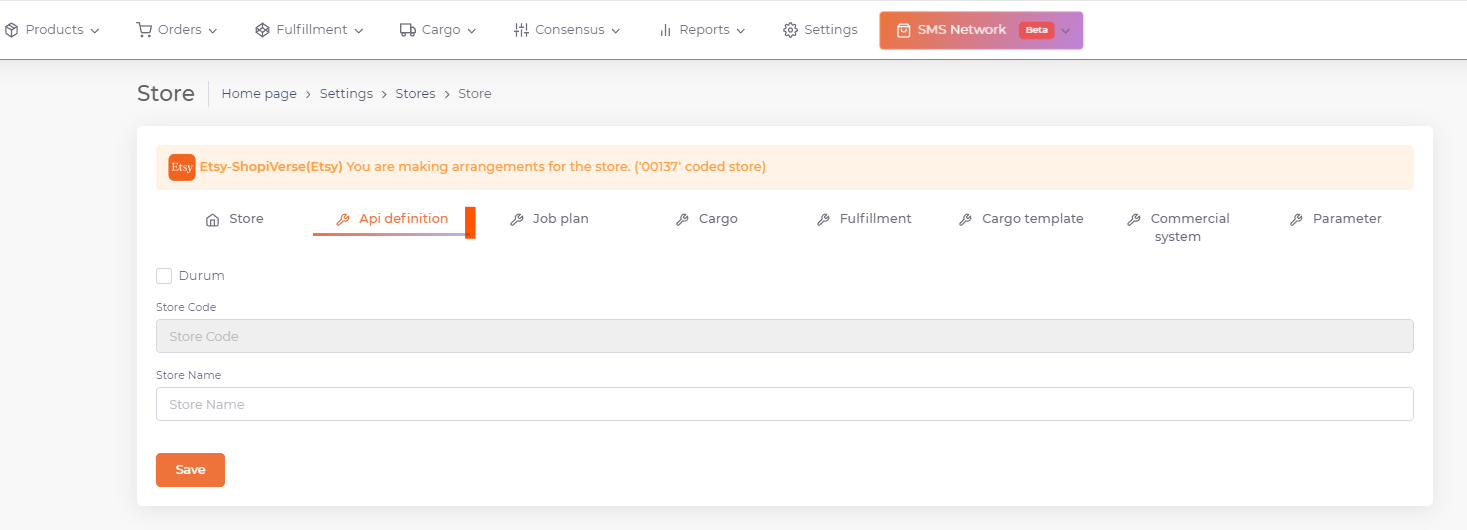 Products Orders Fulfillment Cargo Consensus Reports Settings SMS Network Beta
Store Home page > Settings > Stores > Store
Etsy Etsy-ShopiVerse(Etsy) You are making arrangements for the store. ('00137' coded store)
Store Api definition Job plan Cargo Fulfillment Cargo template Commercial system Parameter
Durum
Store Code
Store Code
Store Name
Store Name
Save